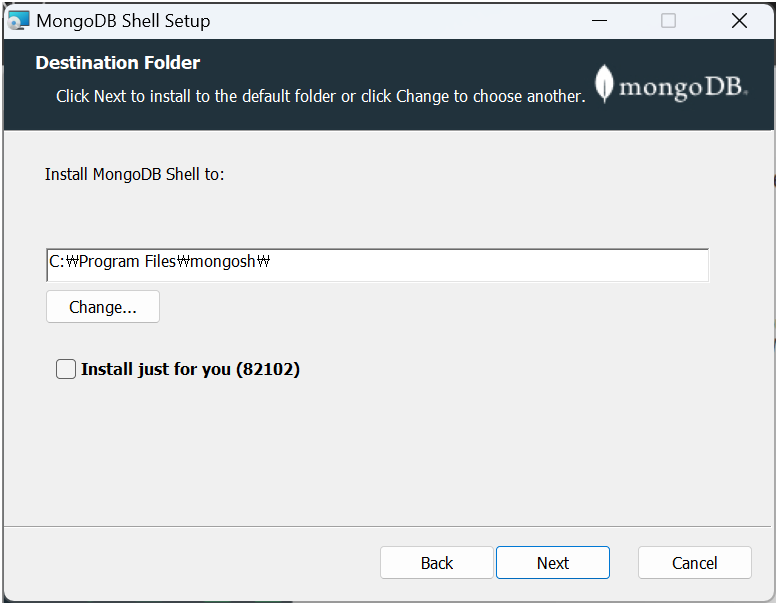 MongoDB Shell Setup
Destination Folder
Click Next to install to the default folder or click Change to choose another.
mongoDB®
Install MongoDB Shell to:
C:₩Program Files₩mongosh₩
Change...
Install just for you (82102)
Back
Next
Cancel